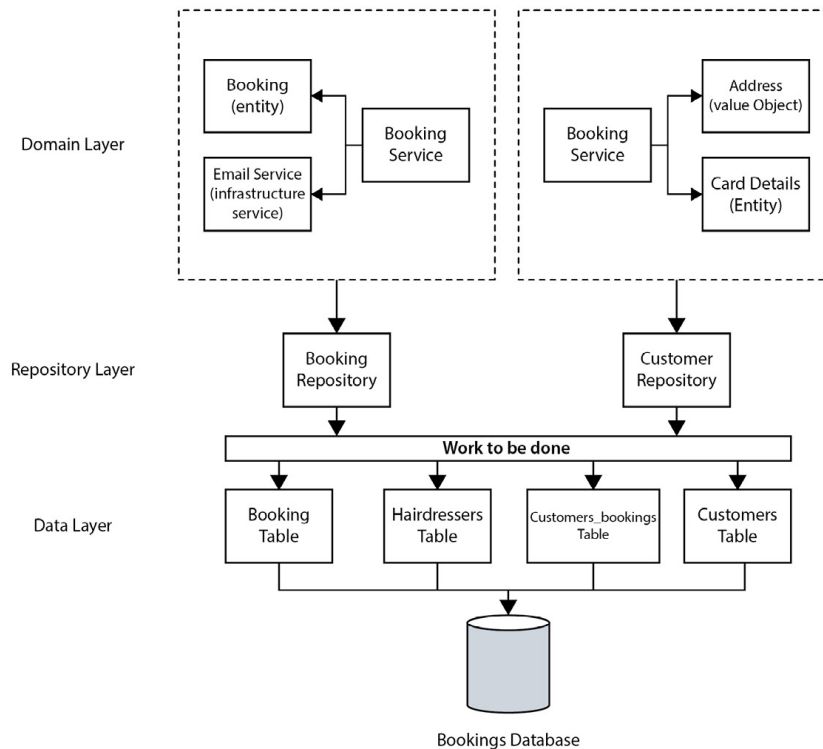 Domain Layer
Booking
(entity)
Email Service
(infrastructure
service)
Booking
Service
Booking
Service
Address
(value Object)
Card Details
(Entity)
Repository Layer
Booking
Repository
Customer
Repository
Work to be done
Data Layer
Booking
Table
Hairdressers
Table
Customers_bookings
Table
Customers
Table
Bookings Database